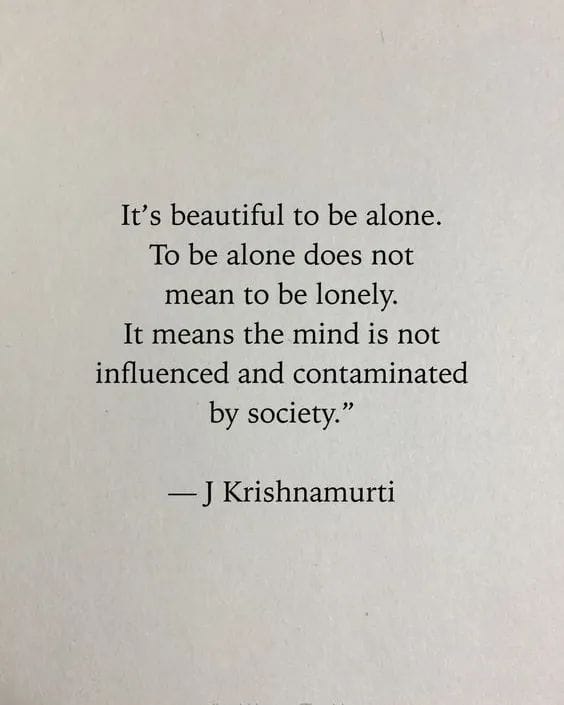 It’s beautiful to be alone.
To be alone does not
mean to be lonely.
It means the mind is not
influenced and contaminated
by society.”
— J Krishnamurti